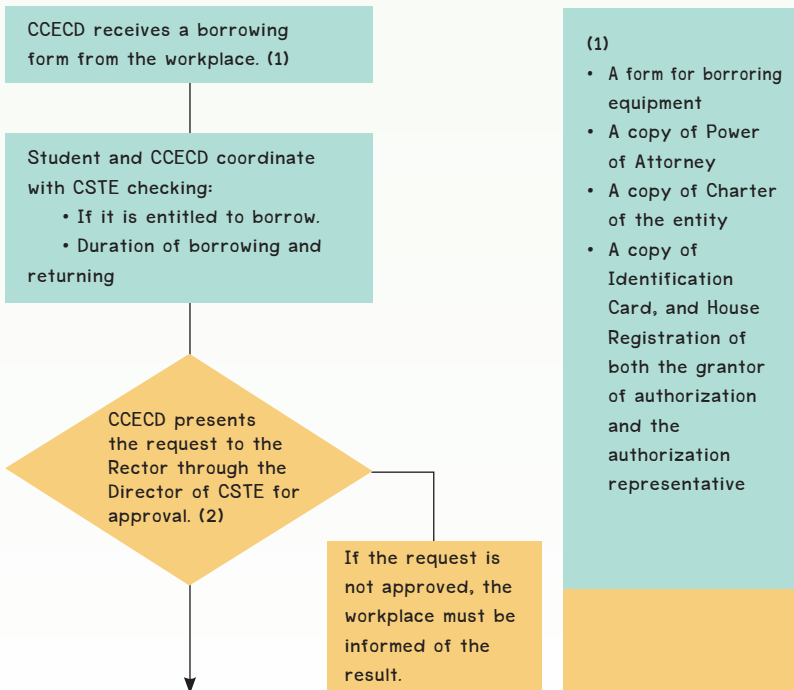 CCECD receives a borrowing
form from the workplace. (1)
Student and CCECD coordinate
with CSTE checking:
• If it is entitled to borrow.
• Duration of borrowing and
returning
CCECD presents
the request to the
Rector through the
Director of CSTE for
approval. (2)
If the request is
not approved, the
workplace must be
informed of the
result.
(1)
• A form for borroring
equipment
• A copy of Power
of Attorney
• A copy of Charter
of the entity
• A copy of
Identification
Card, and House
Registration of
both the grantor
of authorization
and the
authorization
representative